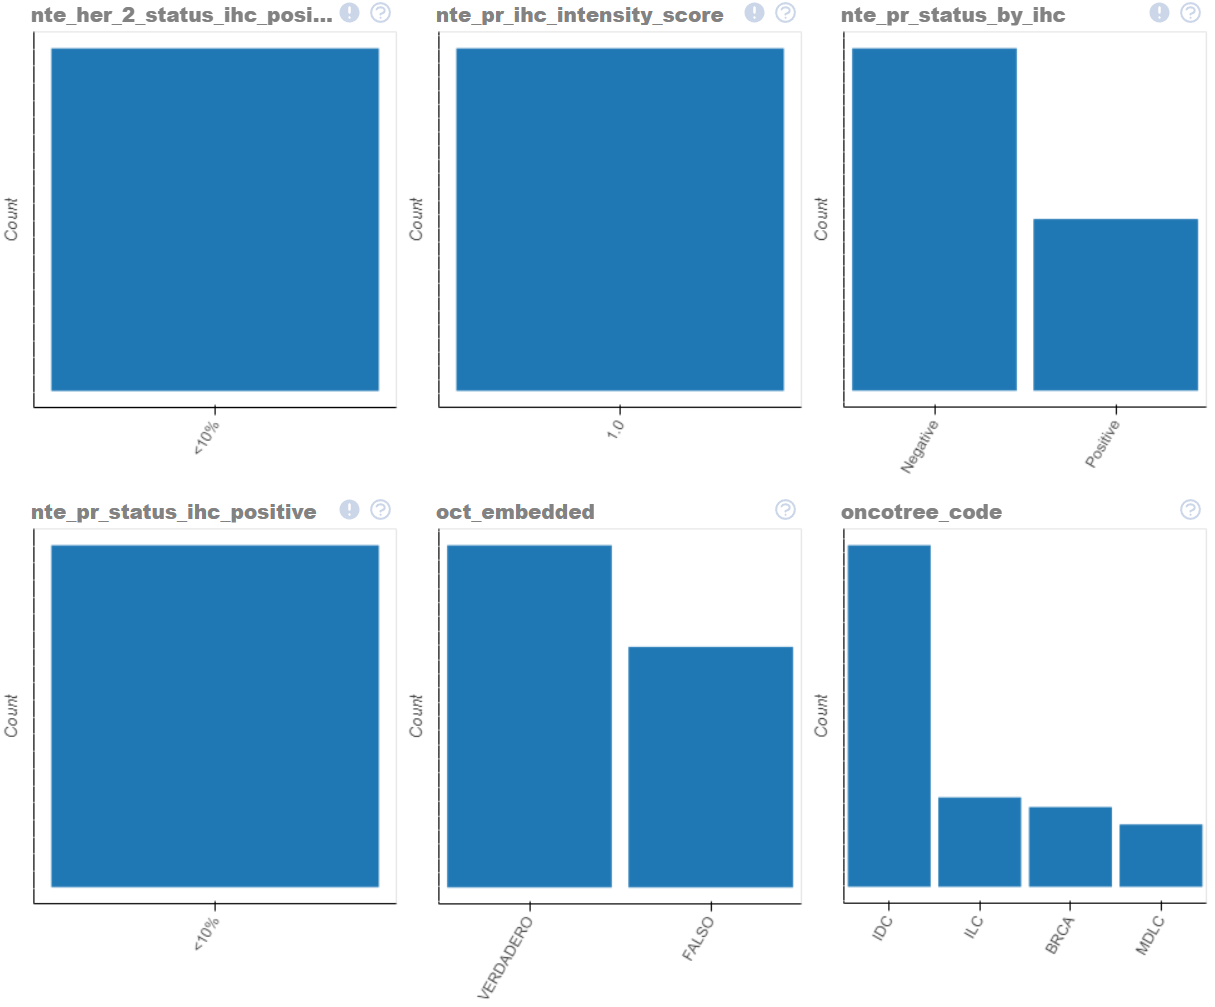 nte_her_2_status_ihc_posi... ! ?
nte_pr_ihc_intensity_score ! ?
nte_pr_status_by_ihc ! ?
Count
<10%
Count
1.0
Count
Negative
Positive
nte_pr_status_ihc_positive ! ?
oct_embedded ?
oncotree_code ?
Count
<10%
Count
VERDADERO
FALSO
Count
IDC
ILC
BRCA
MDLC